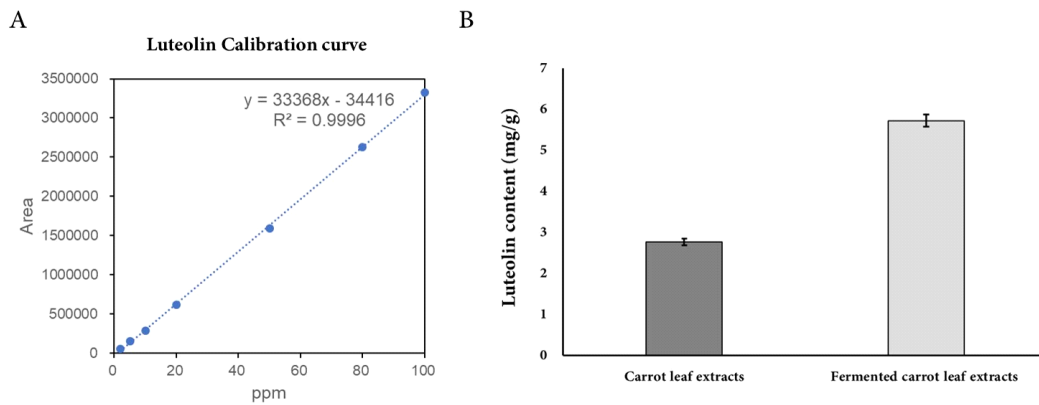 A
Luteolin Calibration curve
3500000
3000000
2500000
2000000
1500000
1000000
500000
0
Area
y = 33368x - 34416
R² = 0.9996
0 20 40 60 80 100
ppm
B
7
6
5
4
3
2
1
0
Luteolin content (mg/g)
Carrot leaf extracts
Fermented carrot leaf extracts